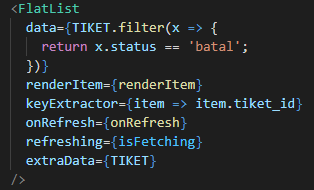 <FlatList
data={TIKET.filter(x => {
return x.status == 'batal';
})}
renderItem={renderItem}
keyExtractor={item => item.tiket_id}
onRefresh={onRefresh}
refreshing={isFetching}
extraData={TIKET}
/>